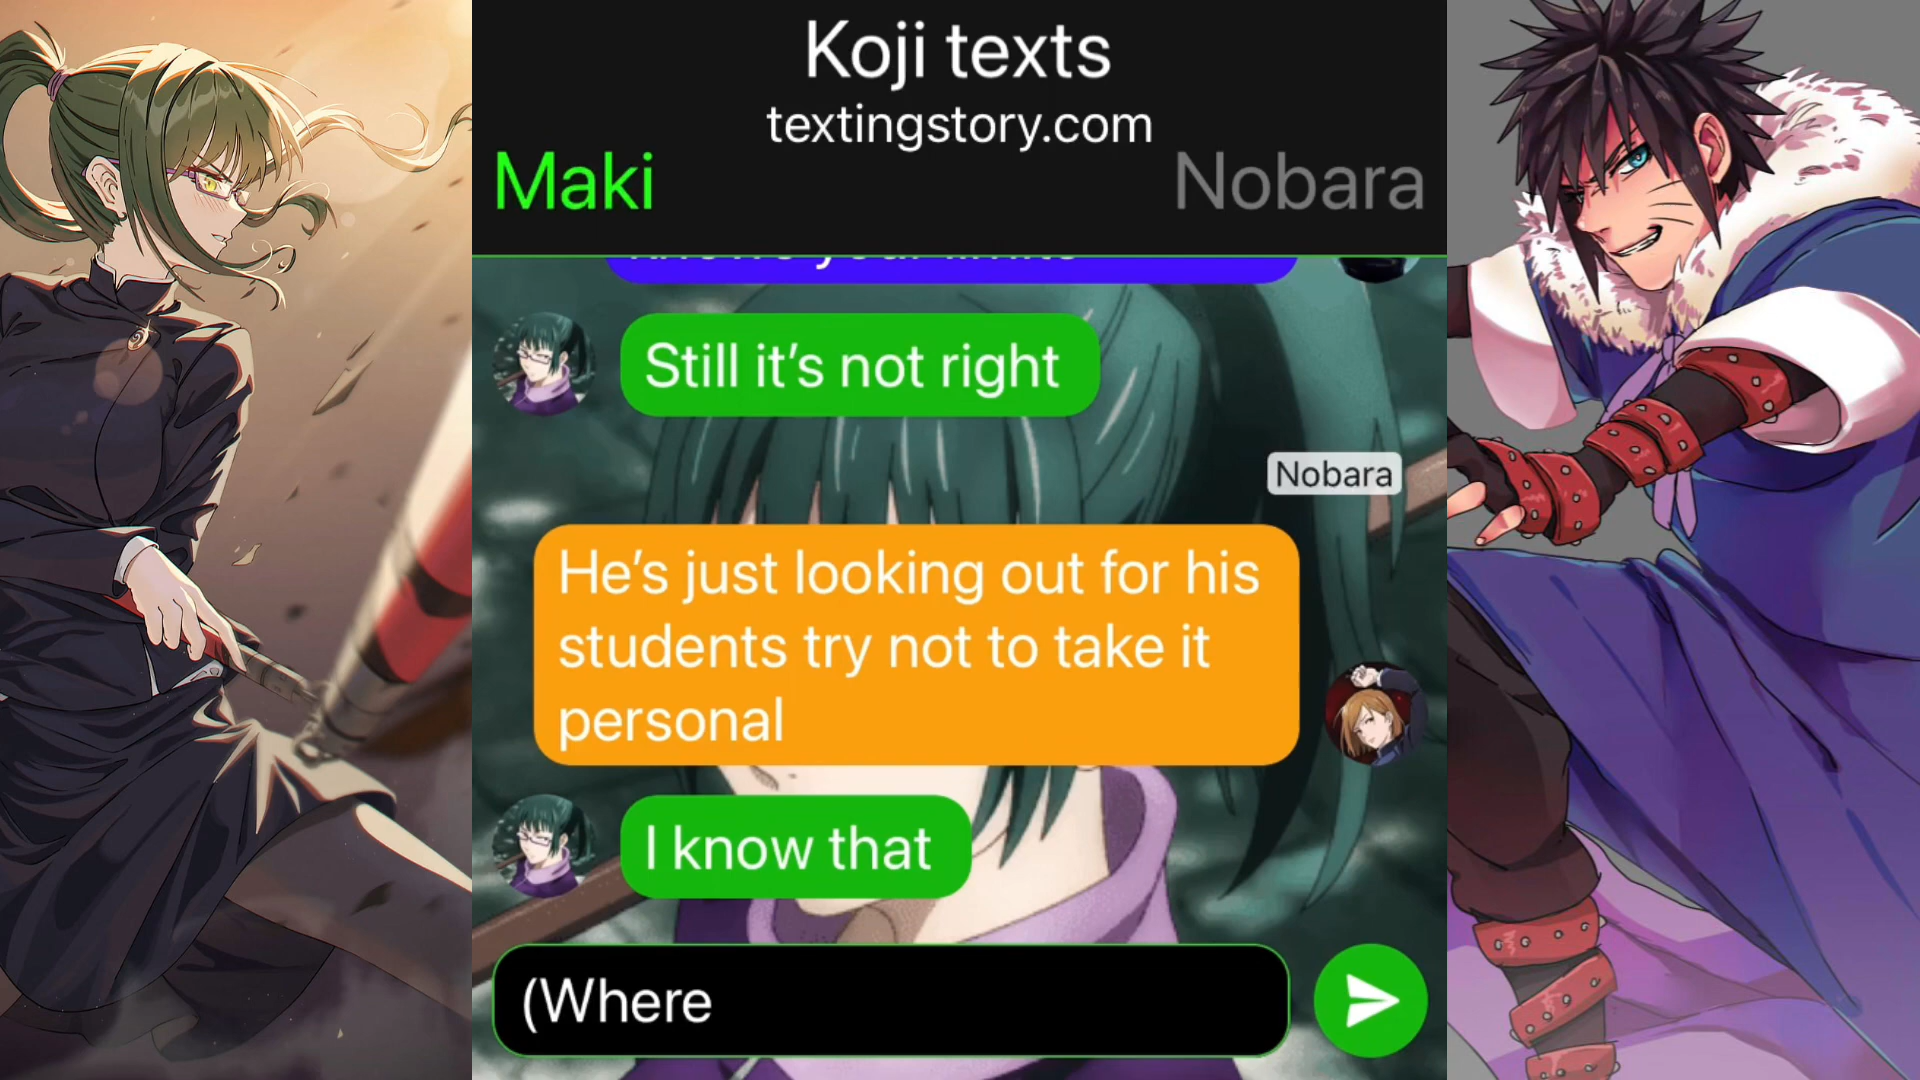 Koji texts
textingstory.com
Maki
Nobara
Still it’s not right
Nobara
He’s just looking out for his
students try not to take it
personal
I know that
(Where